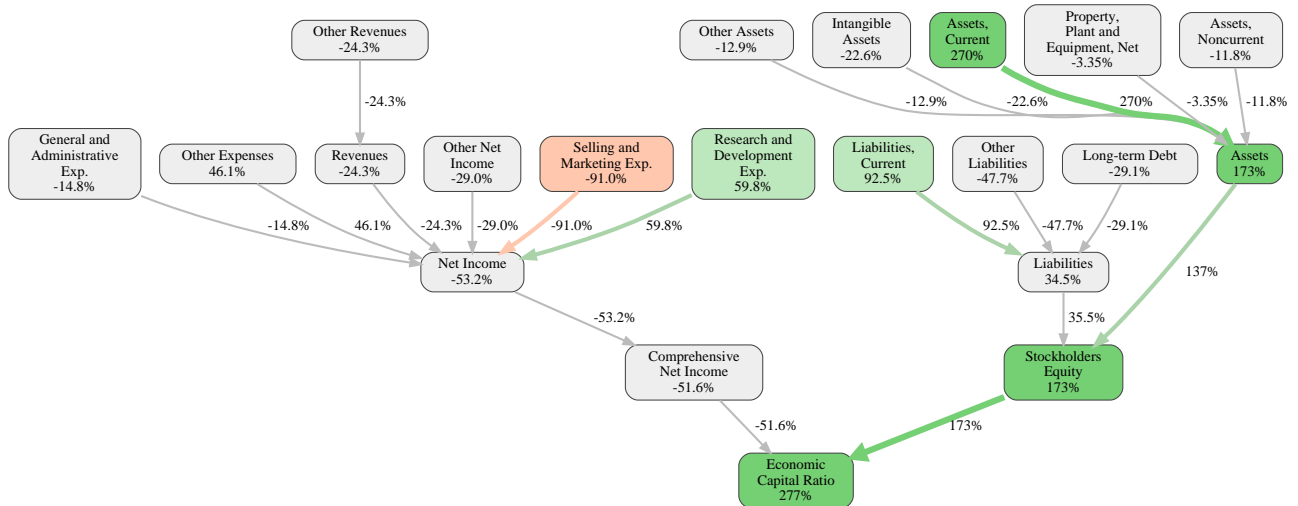 Other Revenues
-24.3%
Other Assets
-12.9%
Intangible
Assets
-22.6%
Assets,
Current
270%
Property,
Plant and
Equipment, Net
-3.35%
Assets,
Noncurrent
-11.8%
-24.3%
-12.9%
-22.6%
270%
-3.35%
-11.8%
General and
Administrative
Exp.
-14.8%
Other Expenses
46.1%
Revenues
-24.3%
Other Net
Income
-29.0%
Selling and
Marketing Exp.
-91.0%
Research and
Development
Exp.
59.8%
Liabilities,
Current
92.5%
Other
Liabilities
-47.7%
Long-term Debt
-29.1%
Assets
173%
-14.8%
46.1%
-24.3%
-29.0%
-91.0%
59.8%
92.5%
-47.7%
-29.1%
Net Income
-53.2%
Liabilities
34.5%
137%
-53.2%
35.5%
Comprehensive
Net Income
-51.6%
Stockholders
Equity
173%
-51.6%
173%
Economic
Capital Ratio
277%